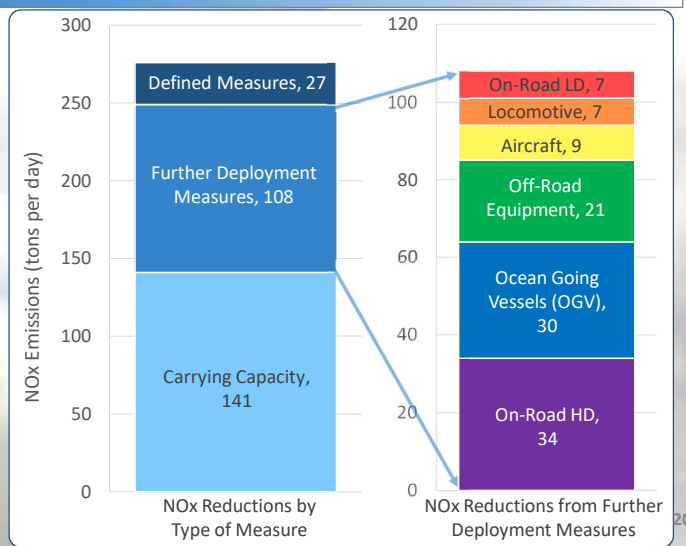 300
250
200
150
100
50
0
NOx Emissions (tons per day)
Defined Measures, 27
Further Deployment
Measures, 108
Carrying Capacity,
141
NOx Reductions by
Type of Measure
120
100
80
60
40
20
0
On-Road LD, 7
Locomotive, 7
Aircraft, 9
Off-Road
Equipment, 21
Ocean Going
Vessels (OGV),
30
On-Road HD,
34
NOx Reductions from Further
Deployment Measures
20